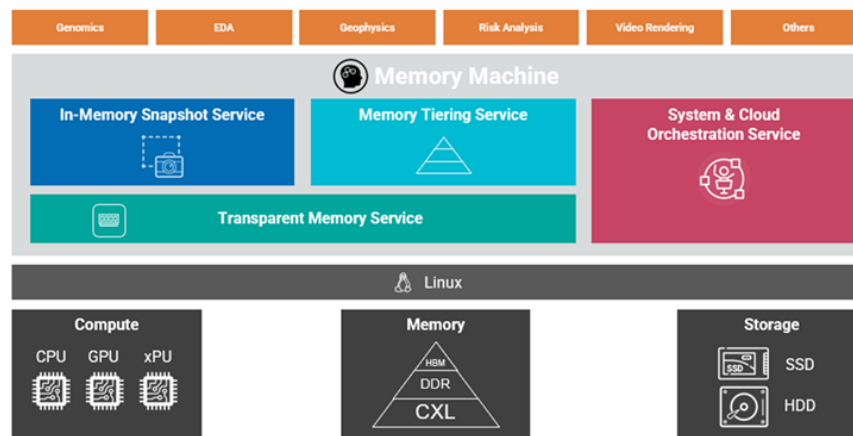 Genomics
EDA
Geophysics
Risk Analysis
Video Rendering
Others
Memory Machine
In-Memory Snapshot Service
Memory Tiering Service
System & Cloud
Orchestration Service
Transparent Memory Service
Linux
Compute
CPU GPU xPU
Memory
HBM
DDR
CXL
Storage
SSD
SSD
HDD